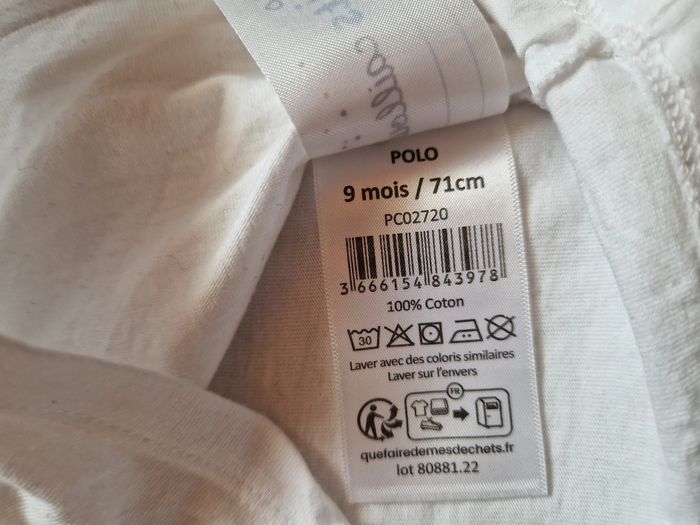 POLO
9 mois / 71cm
PC02720
3 666154 843978
100% Coton
30
Laver avec des coloris similaires
Laver sur l'envers
FR
quefairedemesdechets.fr
lot 80881.22